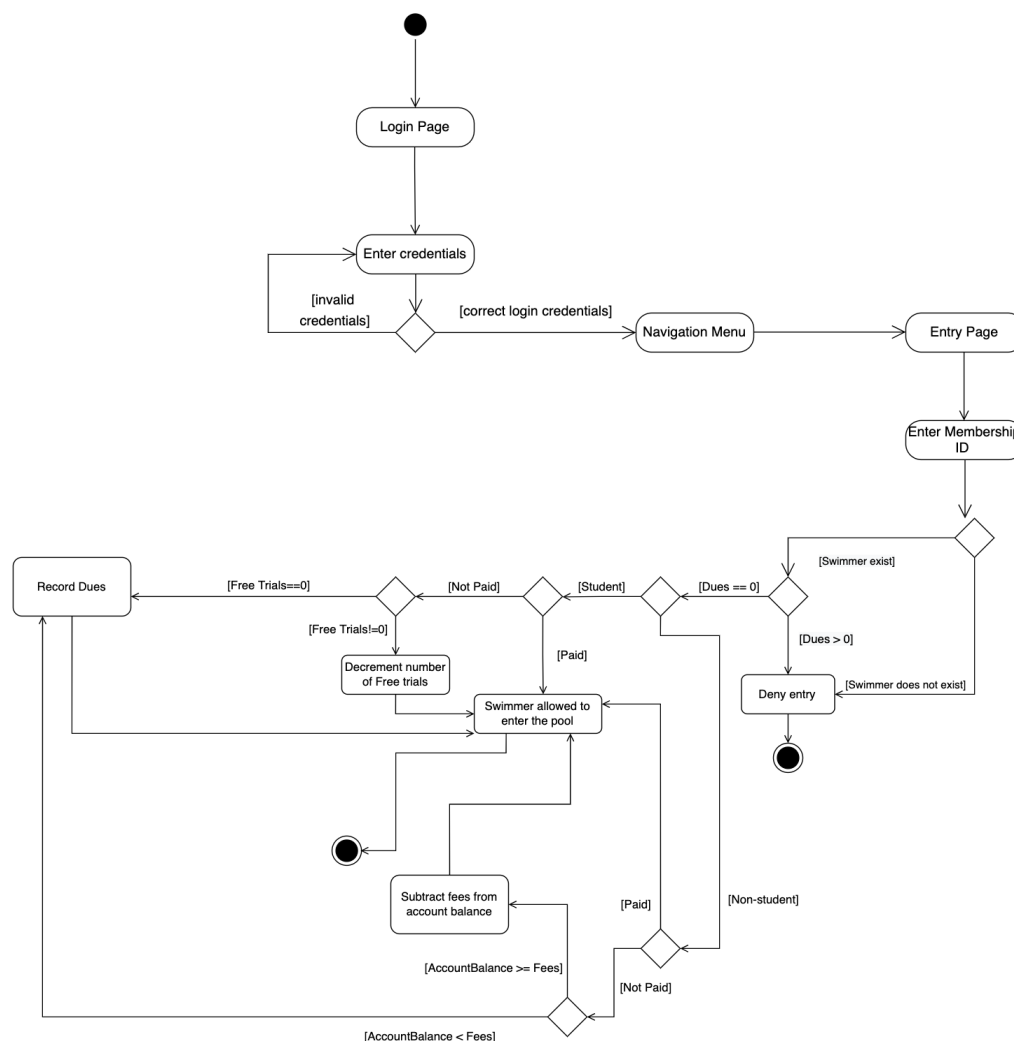 Login Page
Enter credentials
[invalid
credentials]
[correct login credentials]
Navigation Menu
Entry Page
Enter Membership
ID
[Swimmer exist]
Record Dues
[Free Trials==0]
[Not Paid]
[Student]
[Dues == 0]
[Free Trials!=0]
[Dues > 0]
[Paid]
Decrement number
of Free trials
Swimmer allowed to
enter the pool
Deny entry
[Swimmer does not exist]
Subtract fees from
account balance
[Paid]
[Non-student]
[AccountBalance >= Fees]
[Not Paid]
[AccountBalance < Fees]